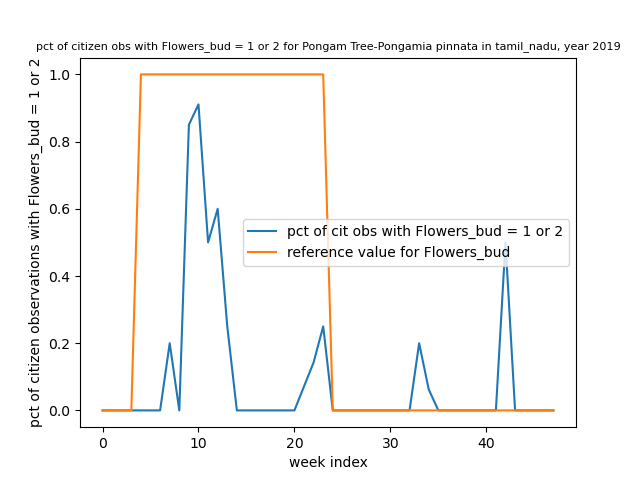 pct of citizen obs with Flowers_bud = 1 or 2 for Pongam Tree-Pongamia pinnata in tamil_nadu, year 2019
pct of citizen observations with Flowers_bud = 1 or 2
1.0
0.8
0.6
0.4
0.2
0.0
pct of cit obs with Flowers_bud = 1 or 2
reference value for Flowers_bud
0
10
20
30
40
week index